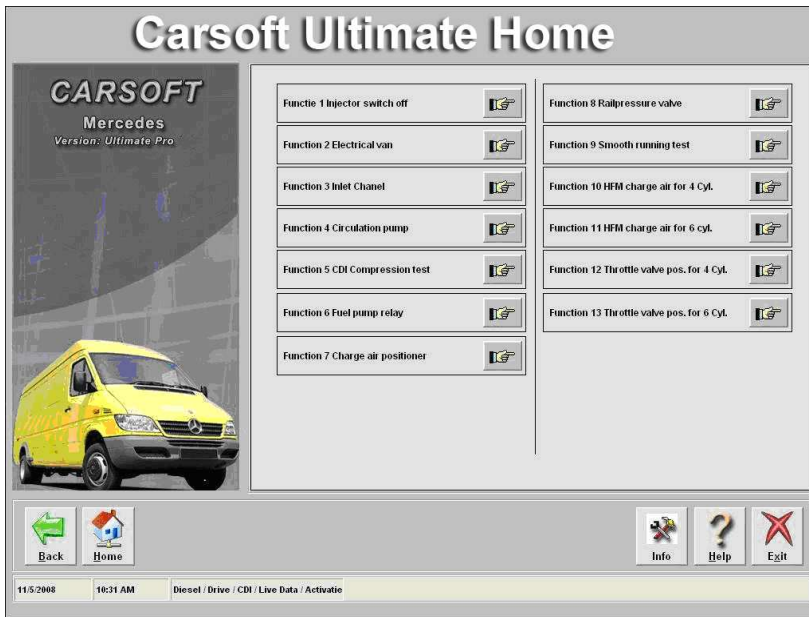 Carsoft Ultimate Home
CARSOFT
Mercedes
Version: Ultimate Pro
Functie 1 Injector switch off
Function 2 Electrical van
Function 3 Inlet Chanel
Function 4 Circulation pump
Function 5 CDI Compression test
Function 6 Fuel pump relay
Function 7 Charge air positioner
Function 8 Railpressure valve
Function 9 Smooth running test
Function 10 HFM charge air for 4 Cyl.
Function 11 HFM charge air for 6 cyl.
Function 12 Throttle valve pos. for 4 Cyl.
Function 13 Throttle valve pos. for 6 Cyl.
Back
Home
Info
Help
Exit
11/5/2008
10:31 AM
Diesel / Drive / CDI / Live Data / Activatie